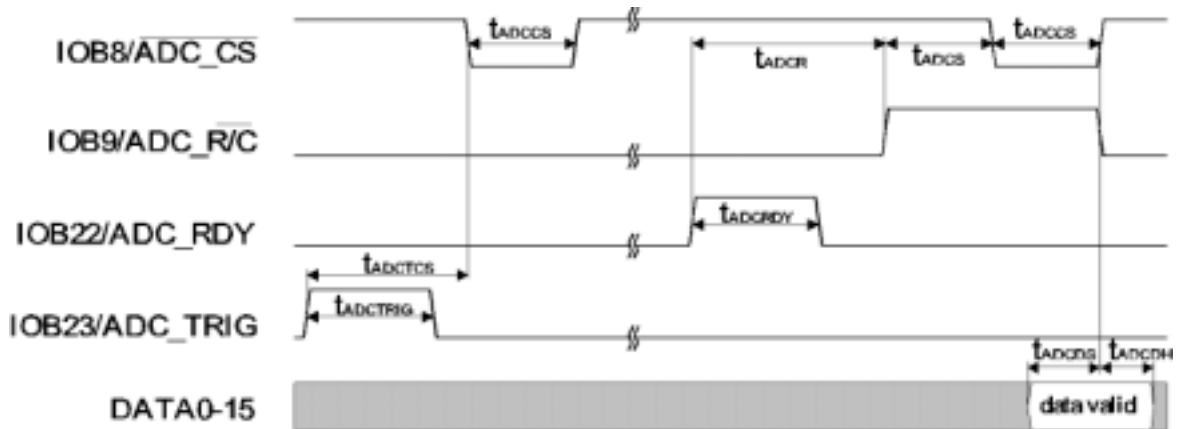 IOB8/ADC_CS tADCCS tADCCS
tADCR tADCS
IOB9/ADC_R/C
IOB22/ADC_RDY tADCRDY
tADCTCS
IOB23/ADC_TRIG tADCTRIG
tADCDS tADCDH
DATA0-15 data valid